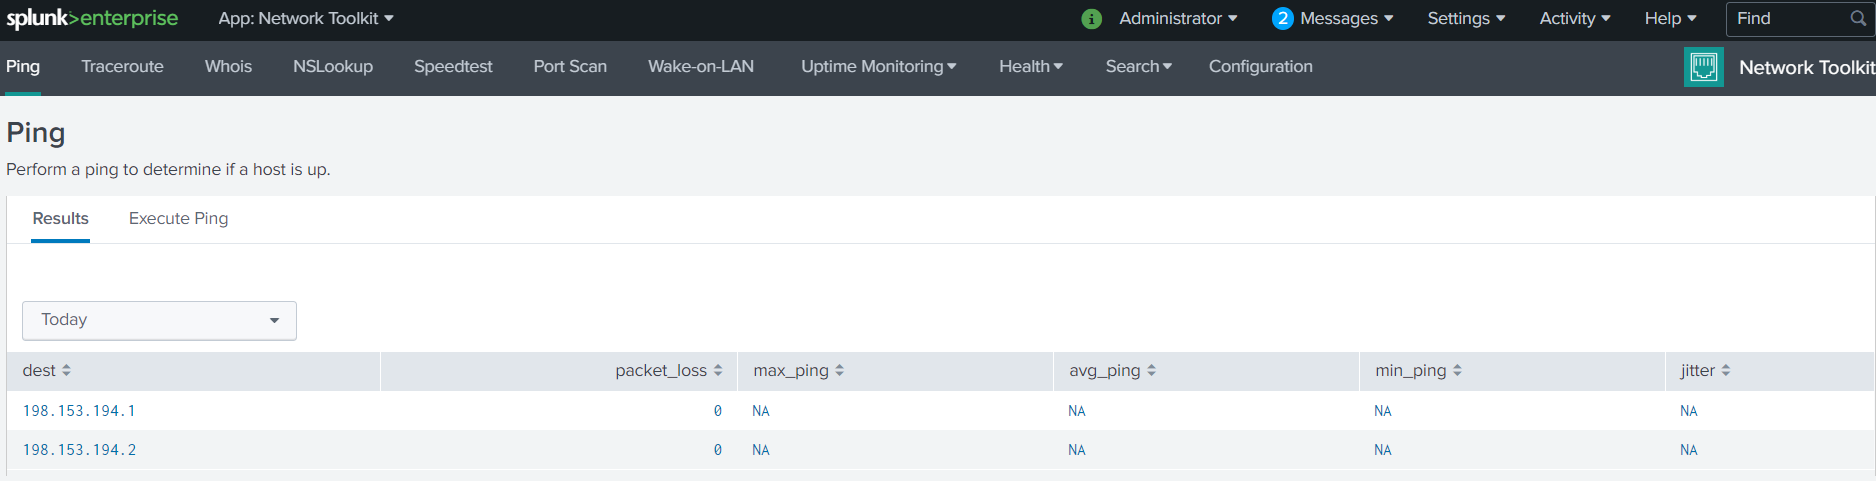 splunk>enterprise App: Network Toolkit i Administrator 2 Messages Settings Activity Help Find
Ping Traceroute Whois NSLookup Speedtest Port Scan Wake-on-LAN Uptime Monitoring Health Search Configuration Network Toolkit
Ping
Perform a ping to determine if a host is up.
Results Execute Ping
Today
dest packet_loss max_ping avg_ping min_ping jitter
198.153.194.1 0 NA NA NA NA
198.153.194.2 0 NA NA NA NA